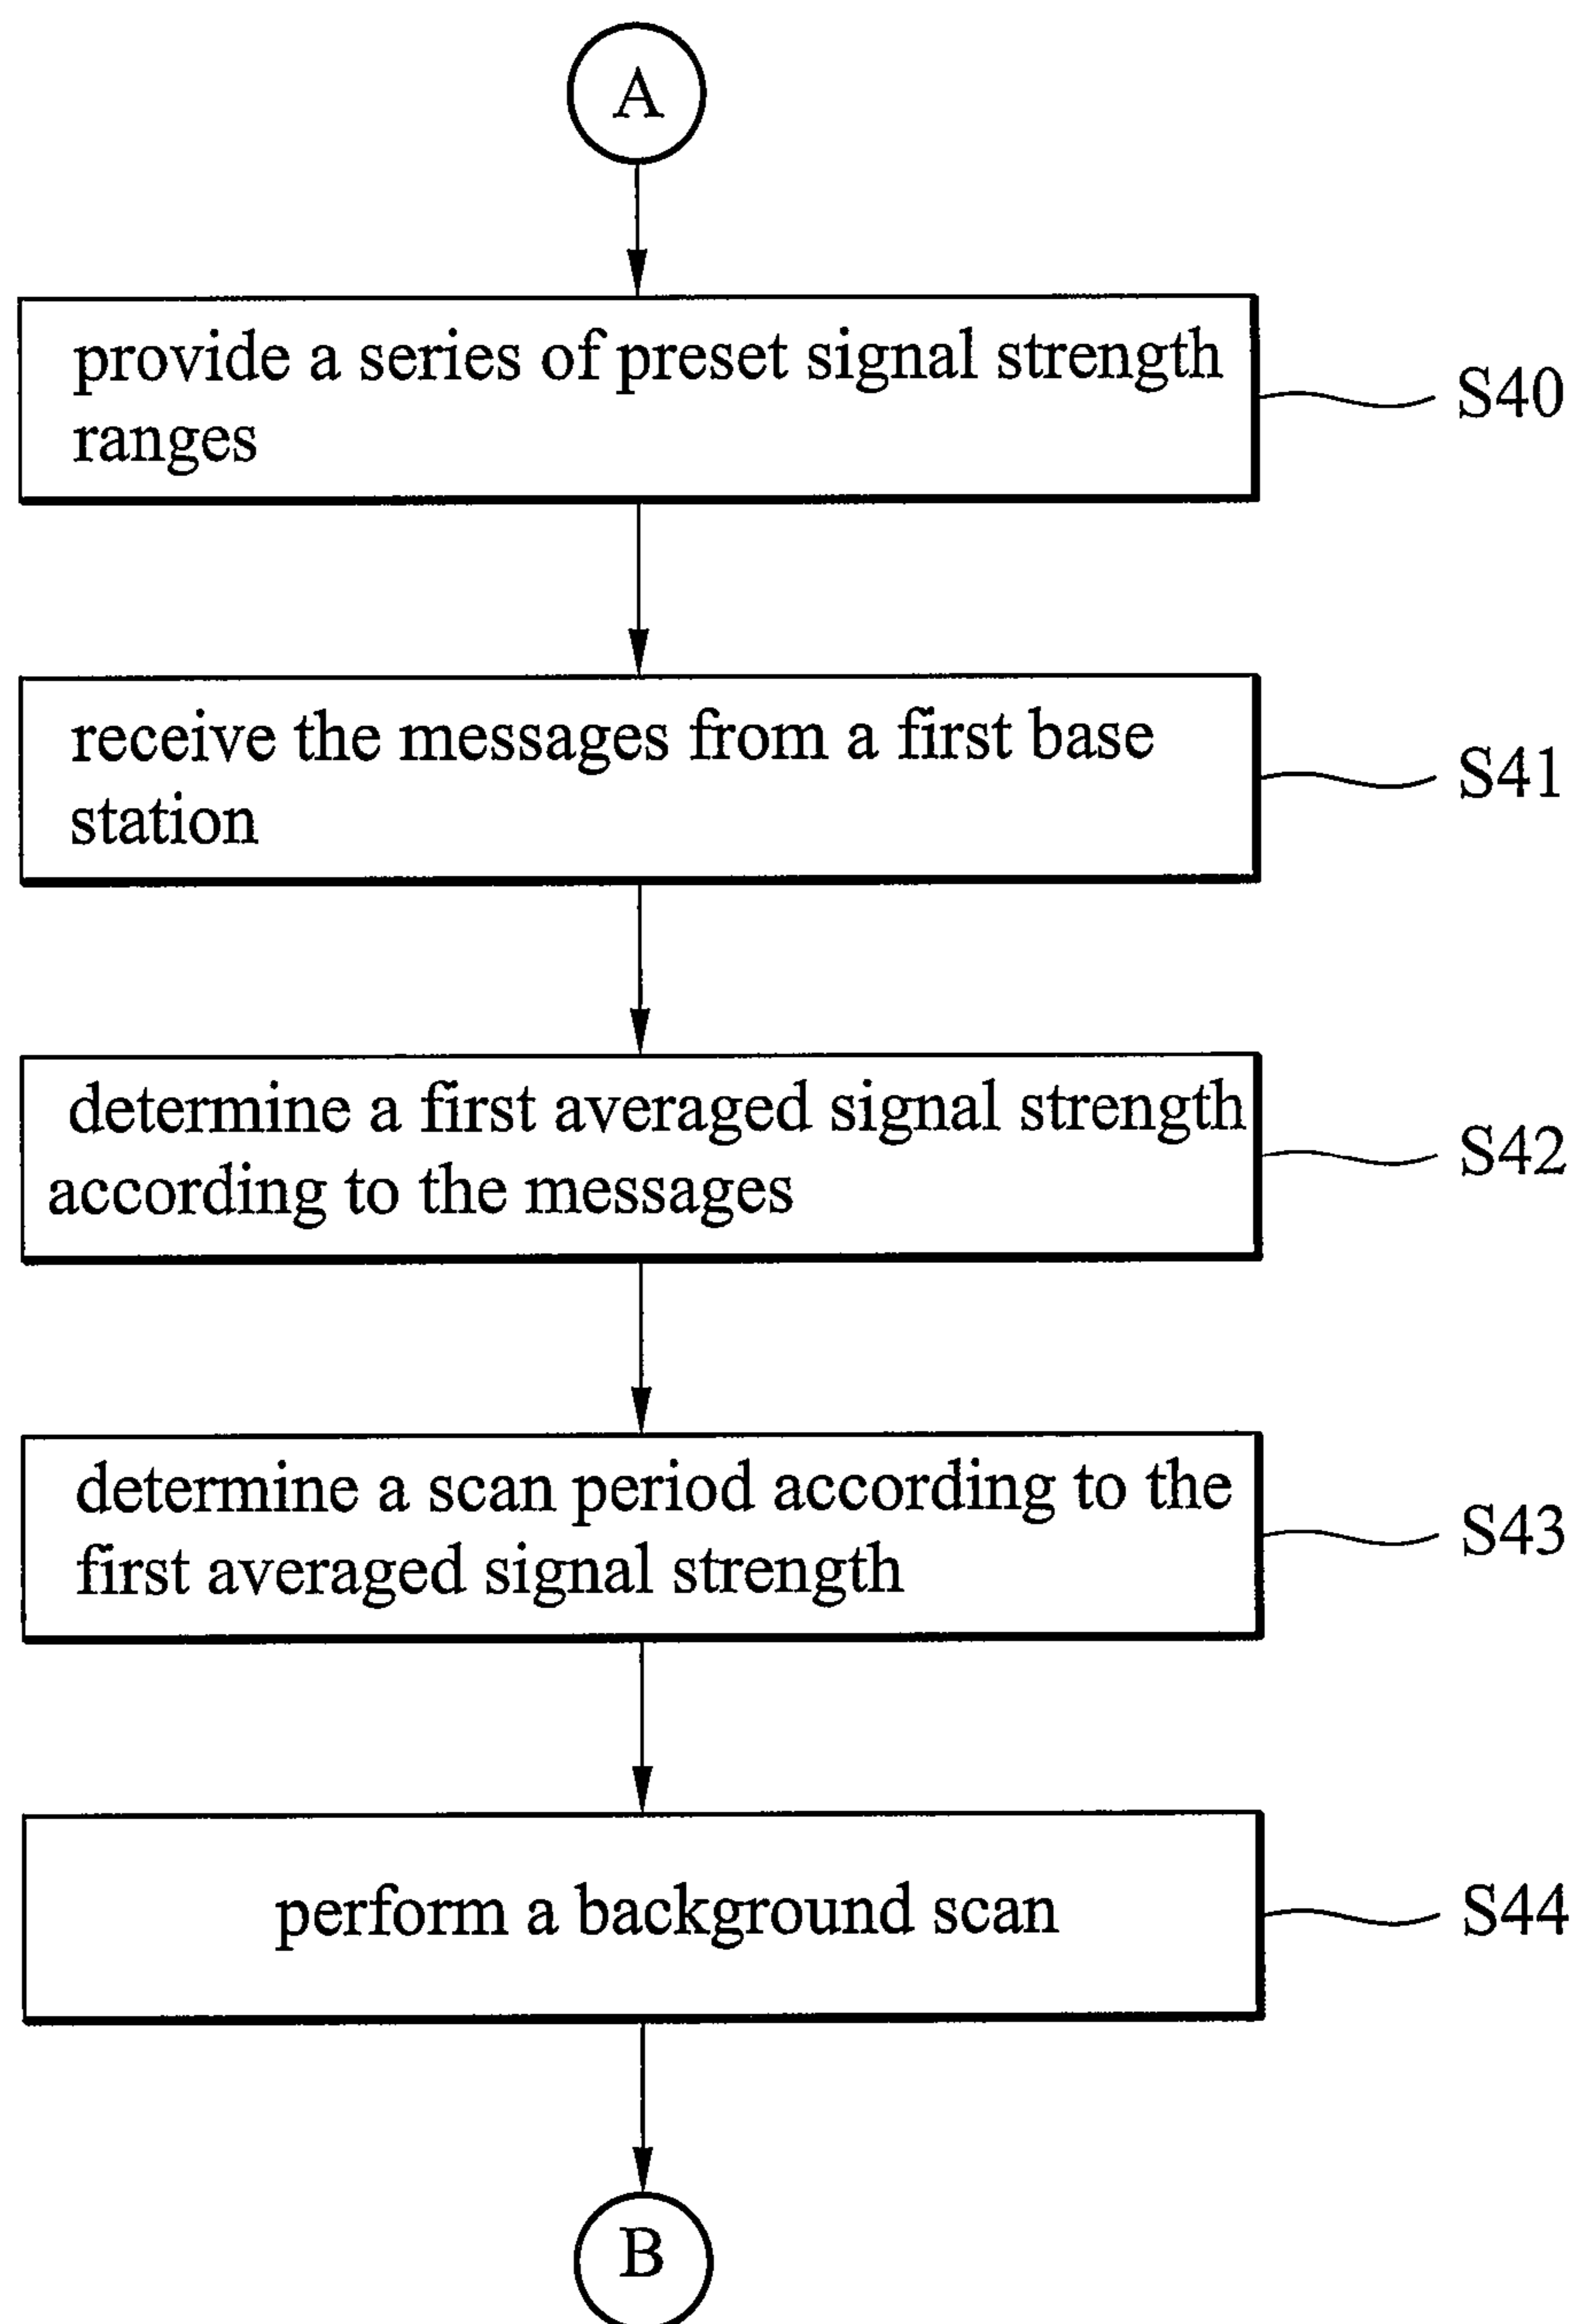 A
provide a series of preset signal strength
ranges
S40
receive the messages from a first base
station
S41
determine a first averaged signal strength
according to the messages
S42
determine a scan period according to the
first averaged signal strength
S43
perform a background scan
S44
B